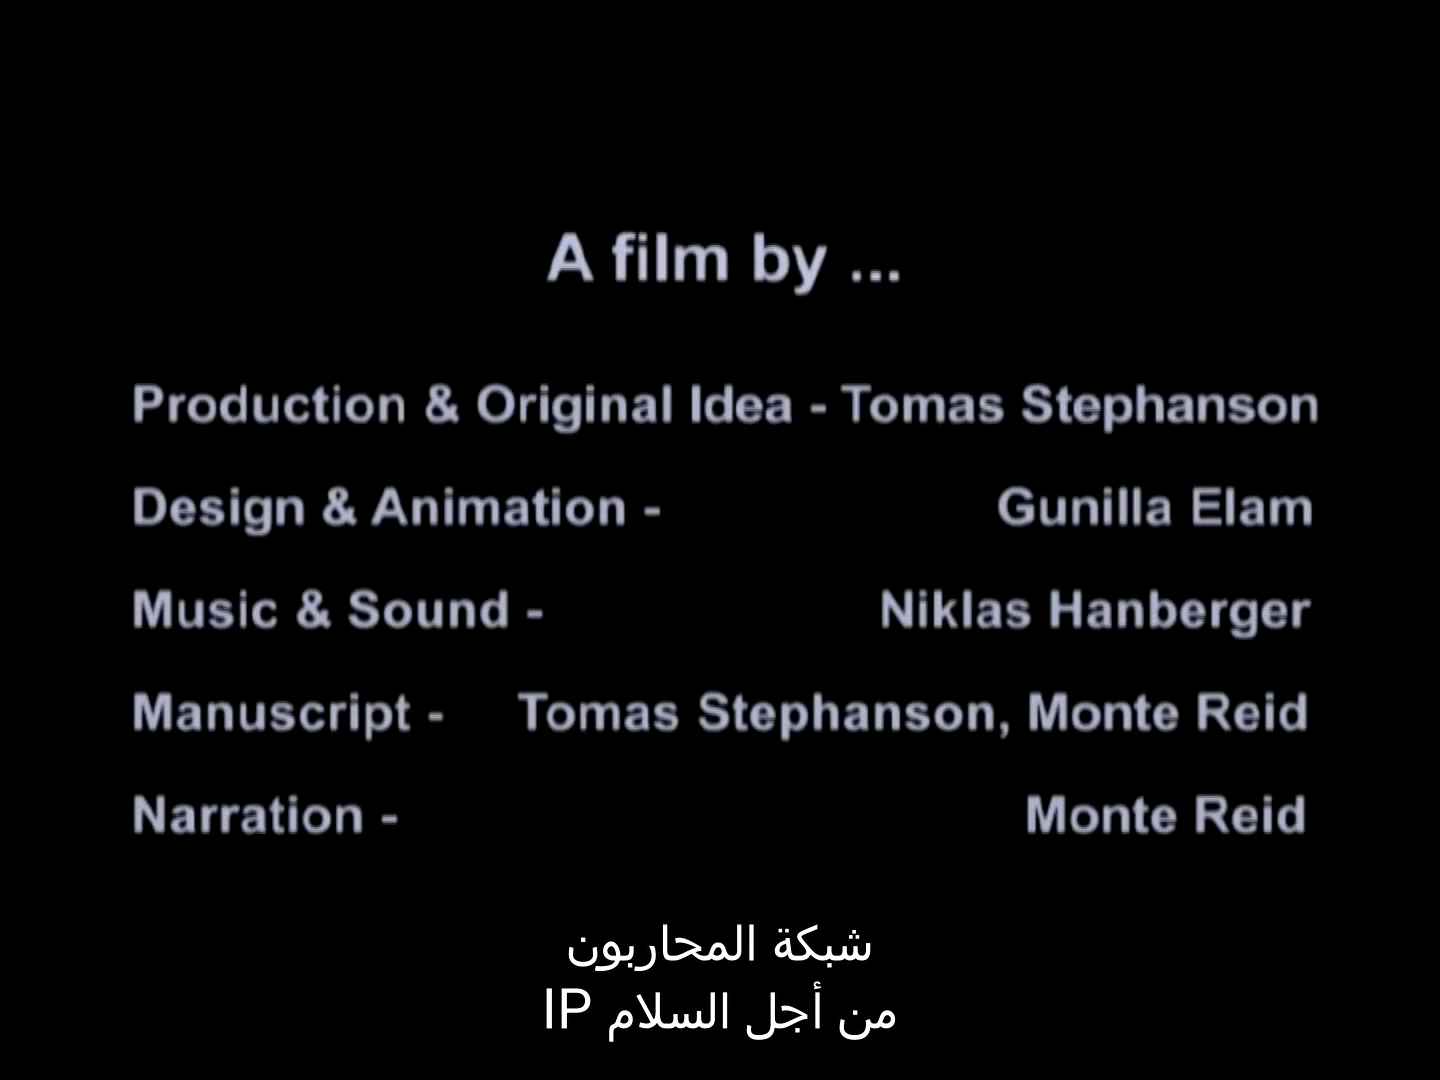 A film by ...
Production & Original Idea - Tomas Stephanson
Design & Animation - Gunilla Elam
Music & Sound - Niklas Hanberger
Manuscript - Tomas Stephanson, Monte Reid
Narration - Monte Reid
شبكة المحاربون
من أجل السلام IP